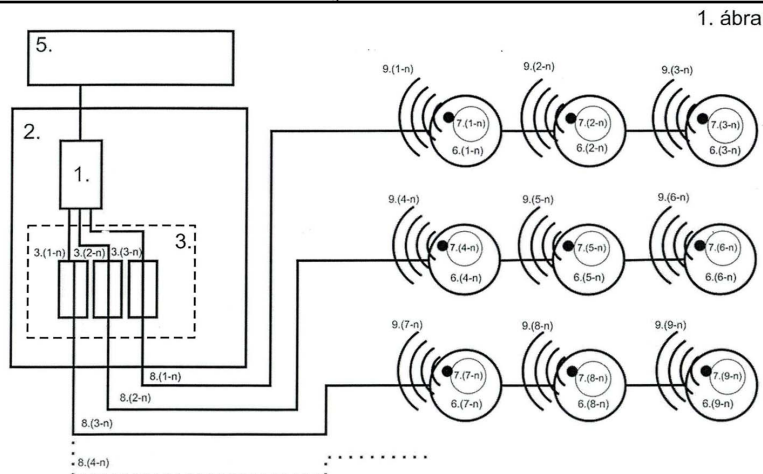 1. ábra
5.
2.
1.
3.
3.(1-n) 3.(2-n) 3.(3-n)
8.(1-n)
8.(2-n)
8.(3-n)
8.(4-n)
9.(1-n) 9.(2-n) 9.(3-n)
7.(1-n) 7.(2-n) 7.(3-n)
6.(1-n) 6.(2-n) 6.(3-n)
9.(4-n) 9.(5-n) 9.(6-n)
7.(4-n) 7.(5-n) 7.(6-n)
6.(4-n) 6.(5-n) 6.(6-n)
9.(7-n) 9.(8-n) 9.(9-n)
7.(7-n) 7.(8-n) 7.(9-n)
6.(7-n) 6.(8-n) 6.(9-n)